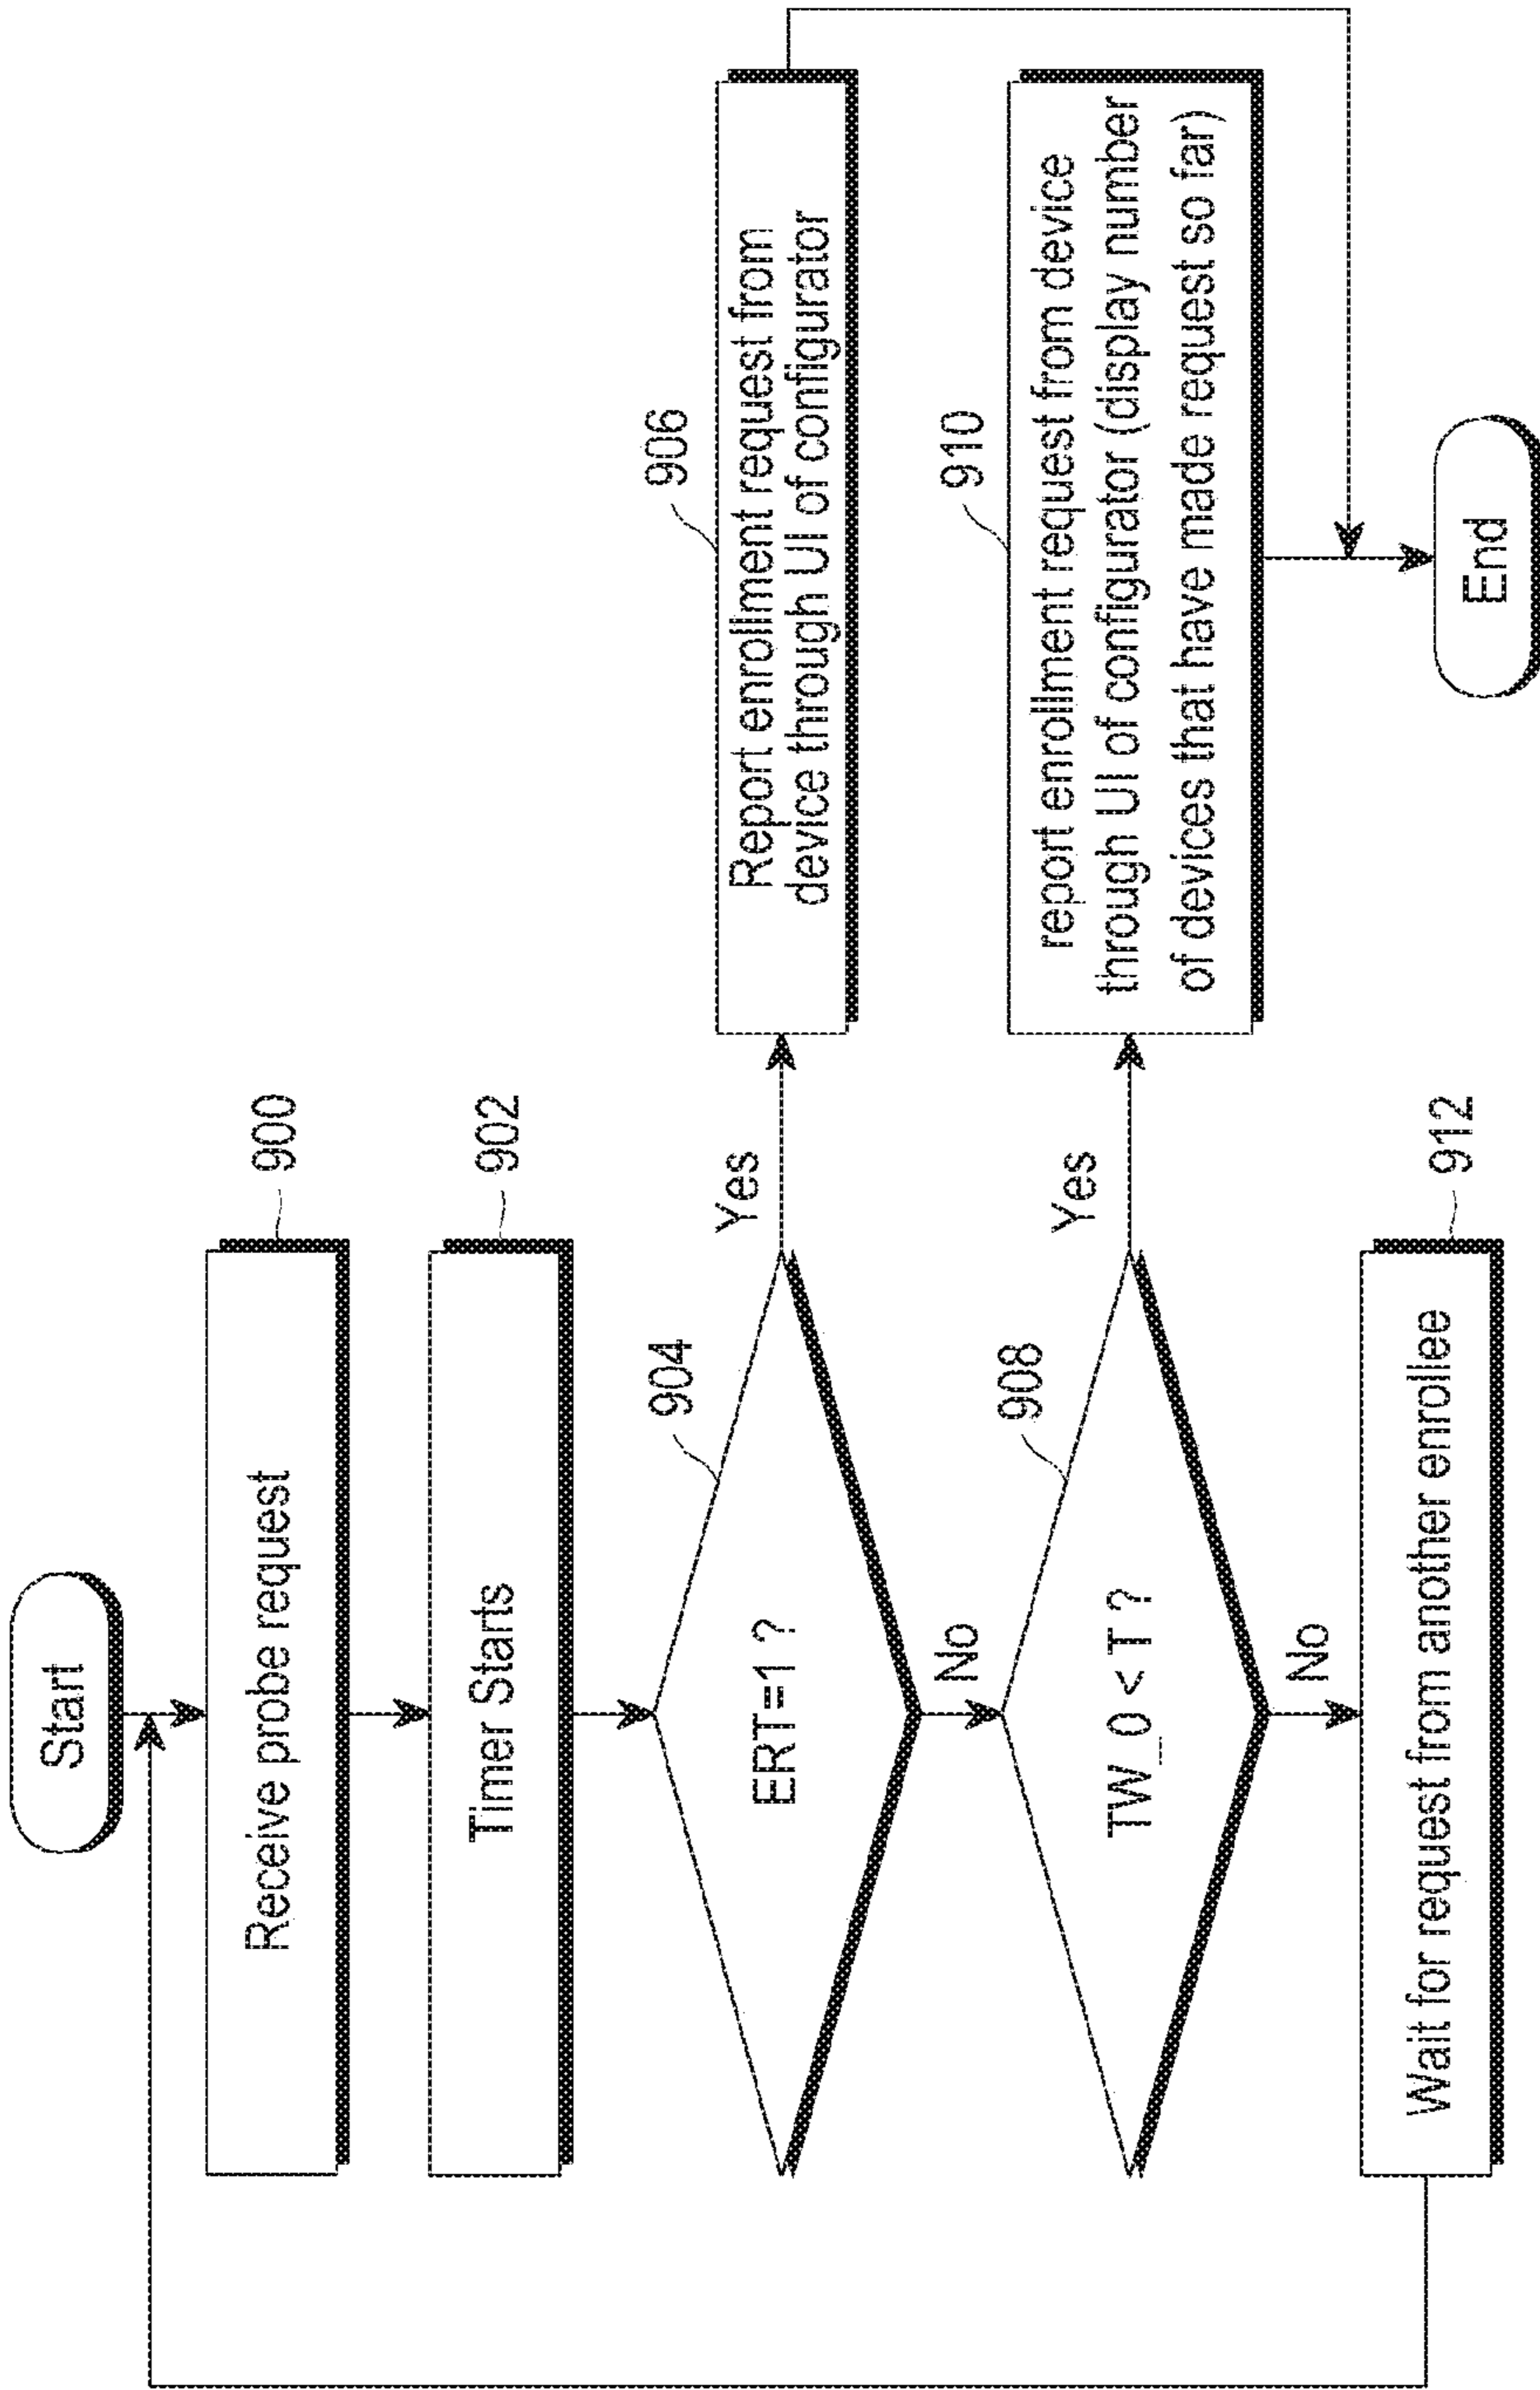 Start
900
Receive probe request
902
Timer Starts
904
ERT=1 ?
Yes
906
Report enrollment request from
device through UI of configurator
No
908
TW_0 < T ?
Yes
910
report enrollment request from device
through UI of configurator (display number
of devices that have made request so far)
No
912
Wait for request from another enrollee
End